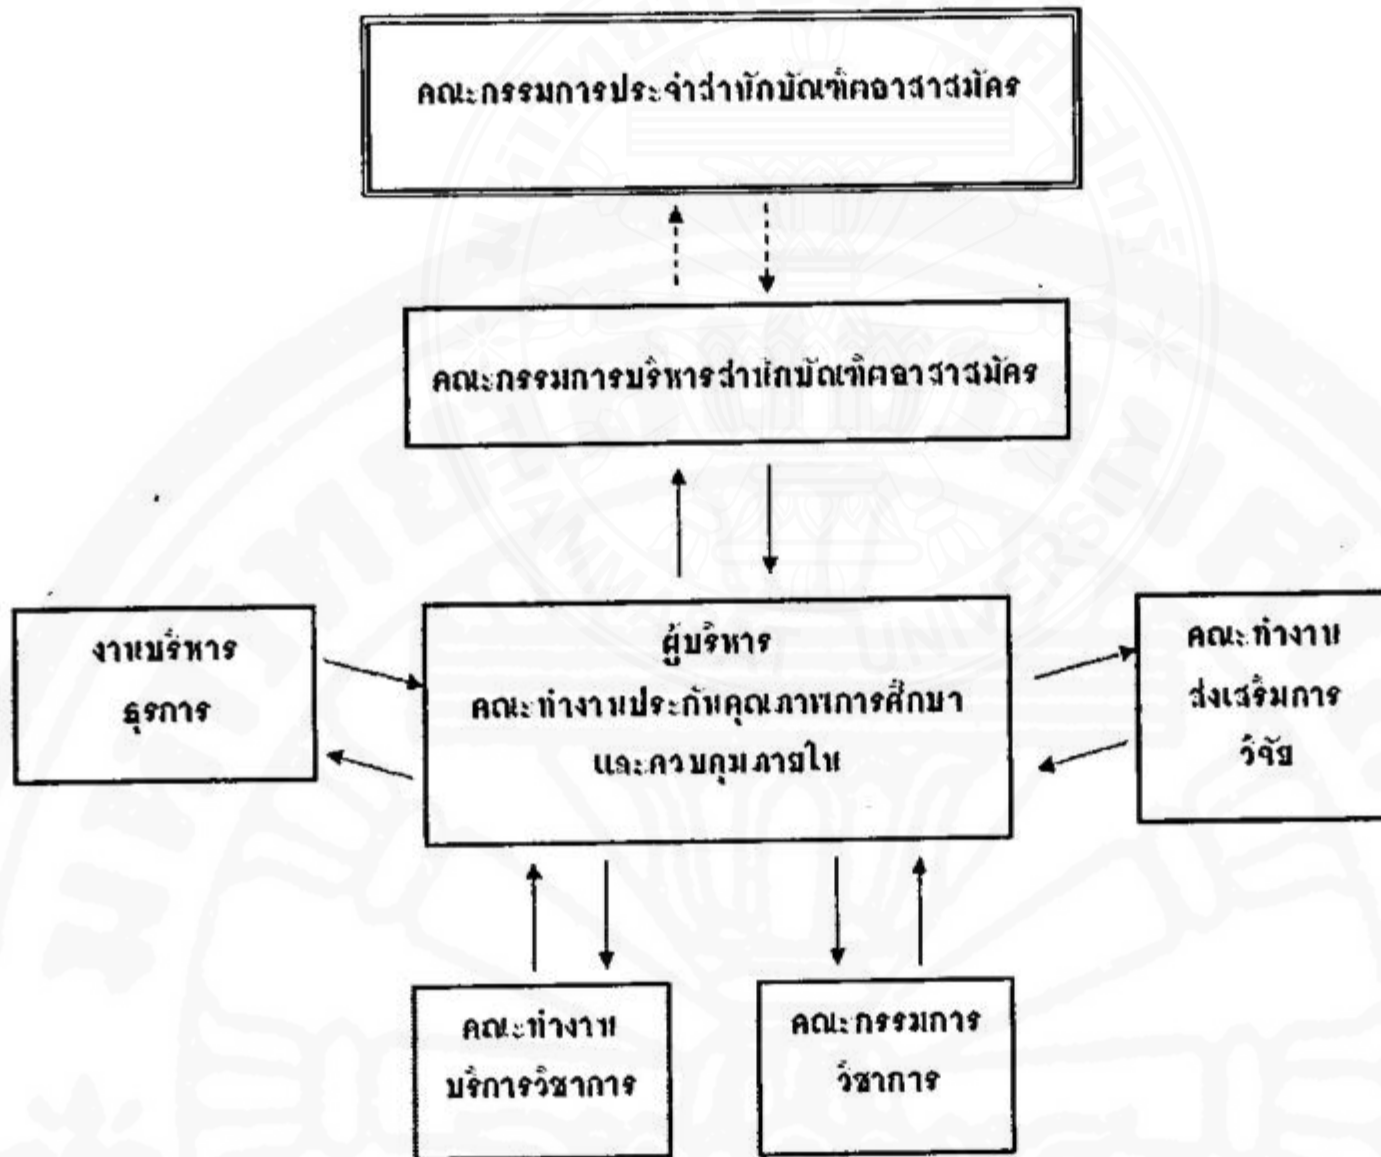 คณะกรรมการประจำสำนักบัณฑิตอาสาสมัคร
คณะกรรมการบริหารสำนักบัณฑิตอาสาสมัคร
งานบริหาร
ธุรการ
ผู้บริหาร
คณะทำงานประกันคุณภาพการศึกษา
และควบคุมภายใน
คณะทำงาน
ส่งเสริมการ
วิจัย
คณะทำงาน
บริการวิชาการ
คณะกรรมการ
วิชาการ
THAMMASAT UNIVERSITY